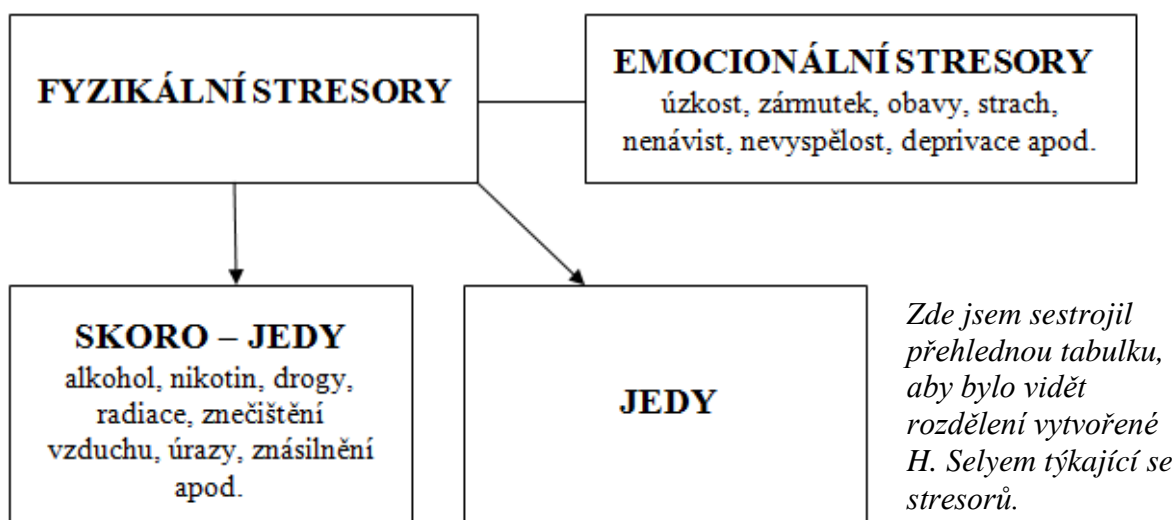 FYZIKÁLNÍ STRESORY
EMOCIONÁLNÍ STRESORY
úzkost, zármutek, obavy, strach,
nenávist, nevyspělost, deprivace apod.
SKORO – JEDY
alkohol, nikotin, drogy,
radiace, znečištění
vzduchu, úrazy, znásilnění
apod.
JEDY
Zde jsem sestrojil
přehlednou tabulku,
aby bylo vidět
rozdělení vytvořené
H. Selyem týkající se
stresorů.